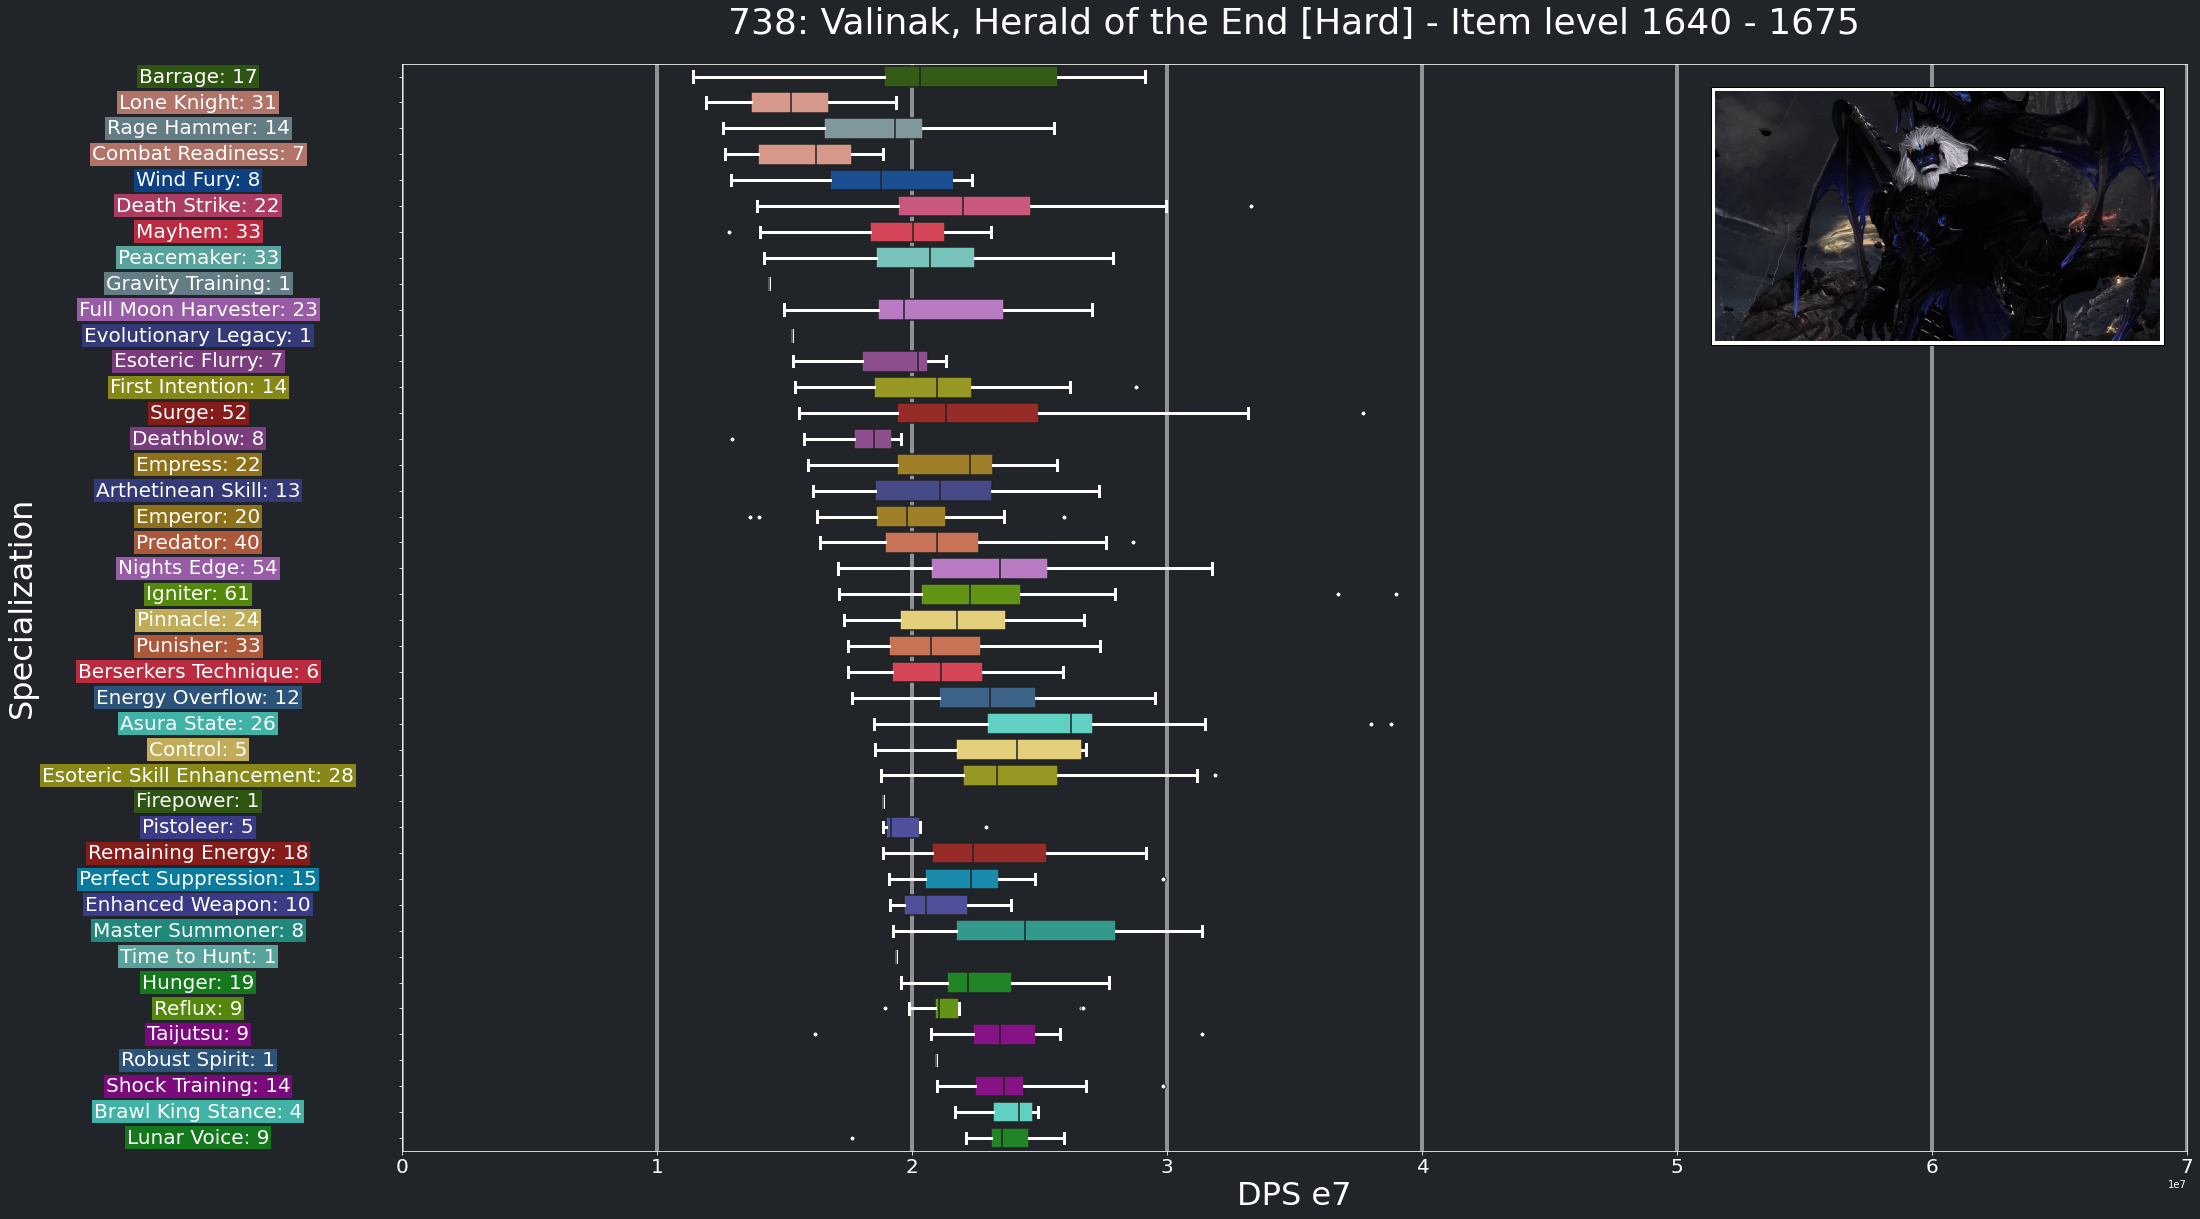 738: Valinak, Herald of the End [Hard] - Item level 1640 - 1675
Barrage: 17
Lone Knight: 31
Rage Hammer: 14
Combat Readiness: 7
Wind Fury: 8
Death Strike: 22
Mayhem: 33
Peacemaker: 33
Gravity Training: 1
Full Moon Harvester: 23
Evolutionary Legacy: 1
Esoteric Flurry: 7
First Intention: 14
Surge: 52
Deathblow: 8
Empress: 22
Arthetinean Skill: 13
Emperor: 20
Predator: 40
Nights Edge: 54
Igniter: 61
Pinnacle: 24
Punisher: 33
Berserkers Technique: 6
Energy Overflow: 12
Asura State: 26
Control: 5
Esoteric Skill Enhancement: 28
Firepower: 1
Pistoleer: 5
Remaining Energy: 18
Perfect Suppression: 15
Enhanced Weapon: 10
Master Summoner: 8
Time to Hunt: 1
Hunger: 19
Reflux: 9
Taijutsu: 9
Robust Spirit: 1
Shock Training: 14
Brawl King Stance: 4
Lunar Voice: 9
Specialization
0 1 2 3 4 5 6 7
1e7
DPS e7